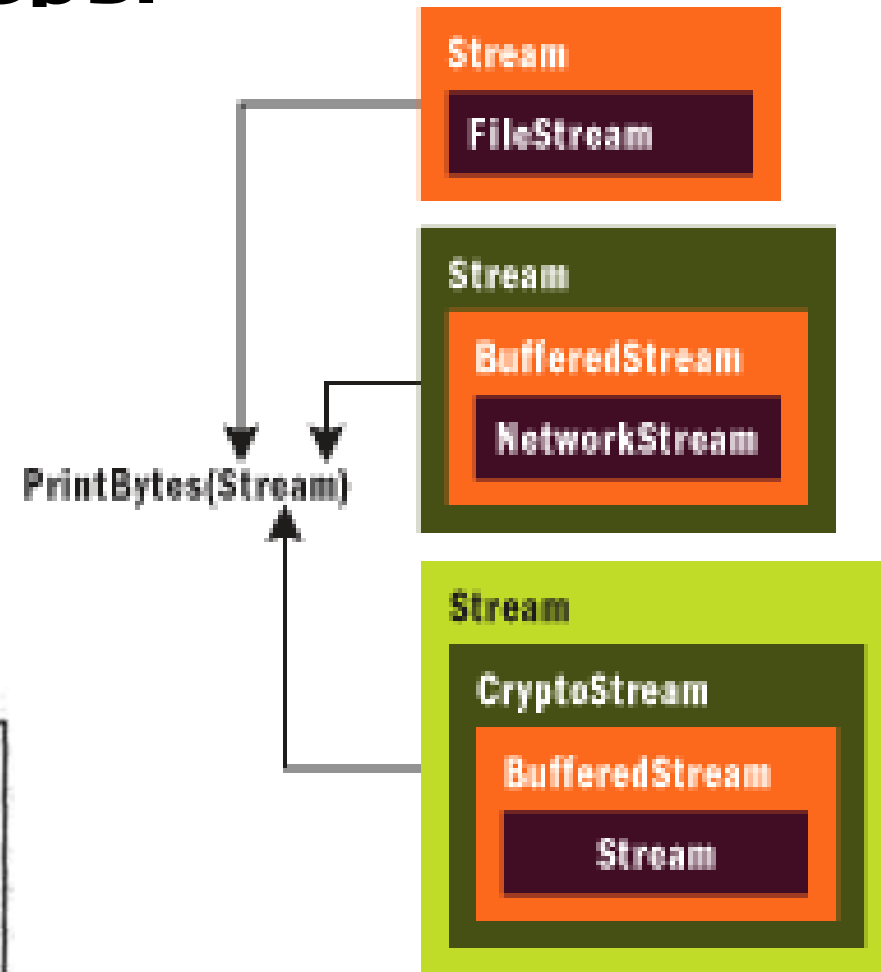 Stream
FileStream
Stream
BufferedStream
NetworkStream
PrintBytes(Stream)
Stream
CryptoStream
BufferedStream
Stream